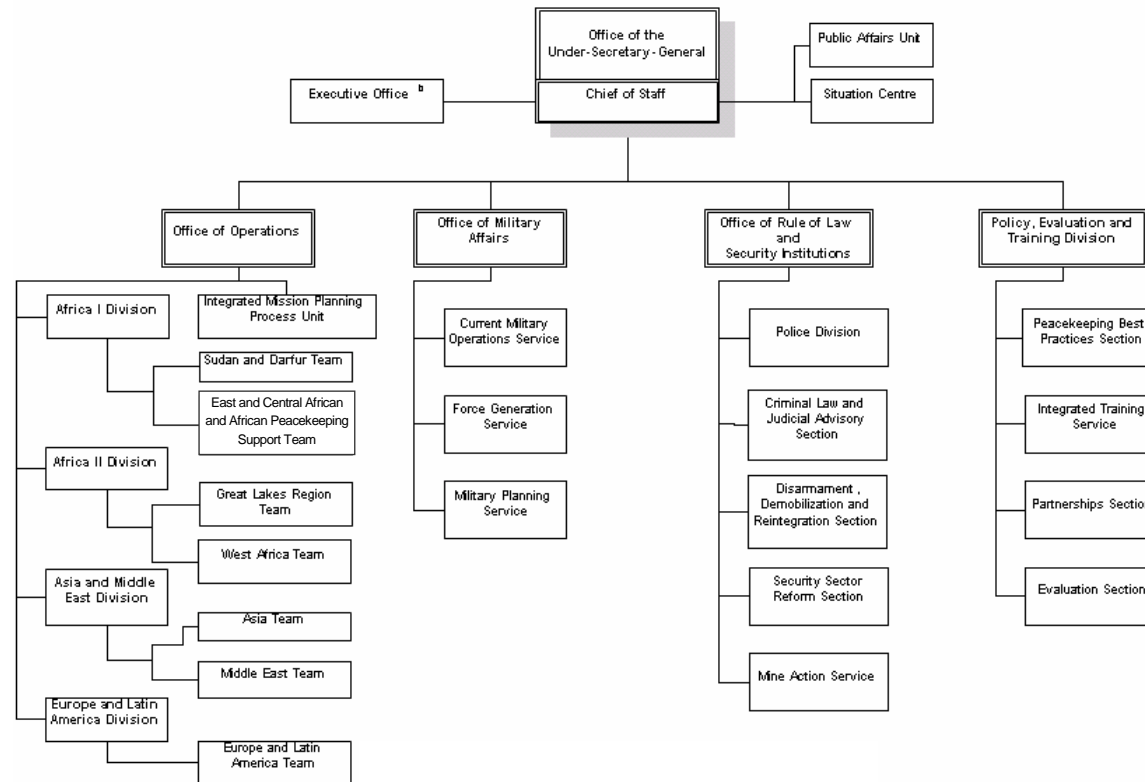 Office of the
Under-Secretary-General
Chief of Staff
Public Affairs Unit
Executive Office b
Situation Centre
Office of Operations
Office of Military
Affairs
Office of Rule of Law
and
Security Institutions
Policy, Evaluation and
Training Division
Africa I Division
Integrated Mission Planning
Process Unit
Sudan and Darfur Team
East and Central African
and African Peacekeeping
Support Team
Africa II Division
Great Lakes Region
Team
West Africa Team
Asia and Middle
East Division
Asia Team
Middle East Team
Europe and Latin
America Division
Europe and Latin
America Team
Current Military
Operations Service
Force Generation
Service
Military Planning
Service
Police Division
Criminal Law and
Judicial Advisory
Section
Disarmament,
Demobilization and
Reintegration Section
Security Sector
Reform Section
Mine Action Service
Peacekeeping Best
Practices Section
Integrated Training
Service
Partnerships Section
Evaluation Section